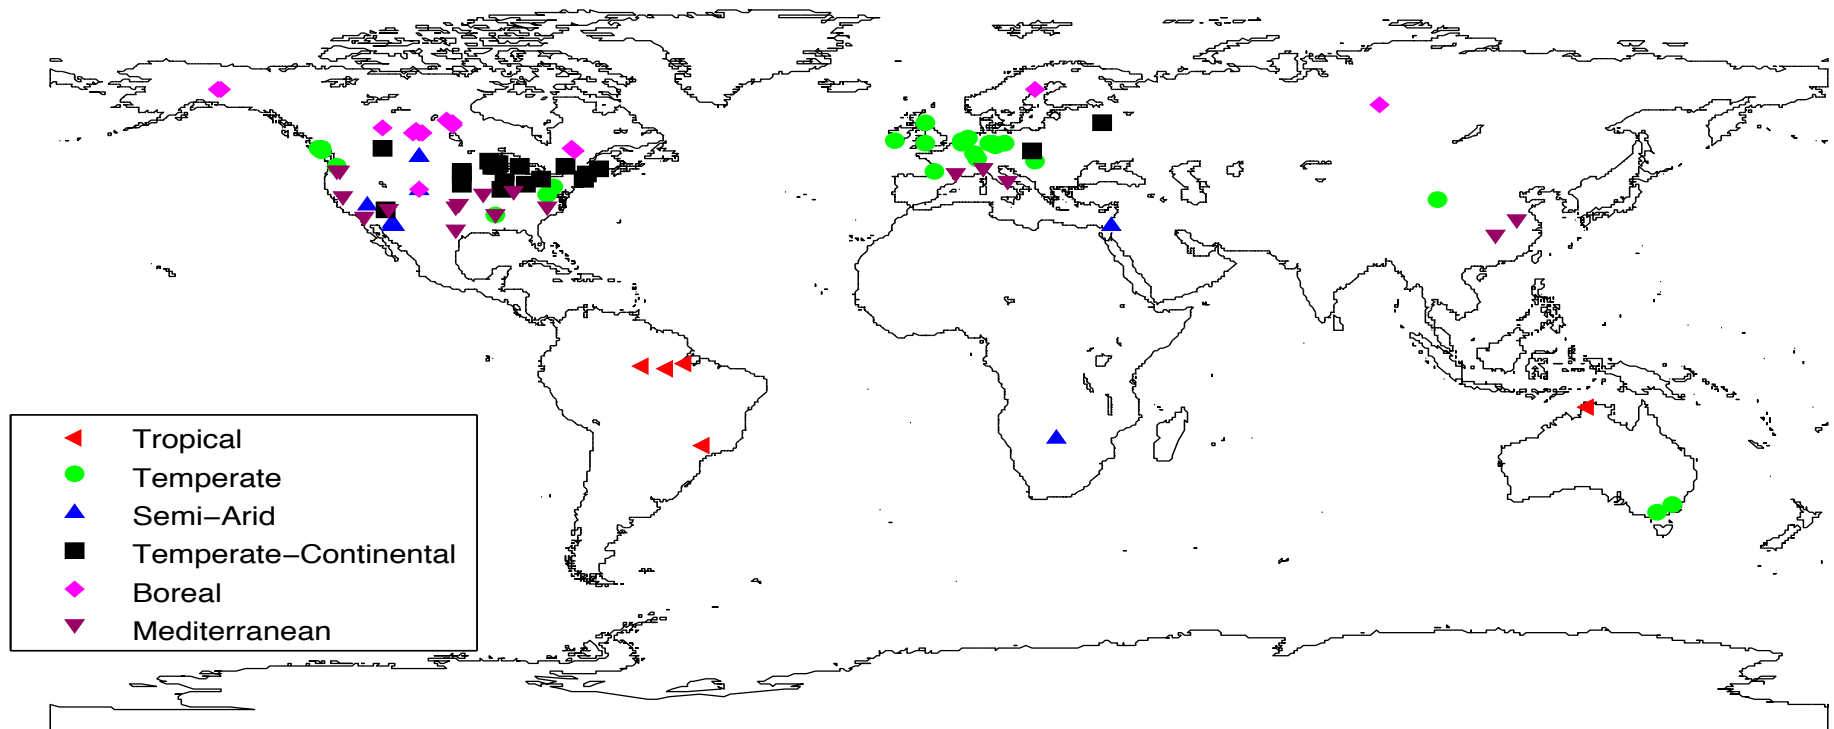 Tropical
Temperate
Semi−Arid
Temperate−Continental
Boreal
Mediterranean